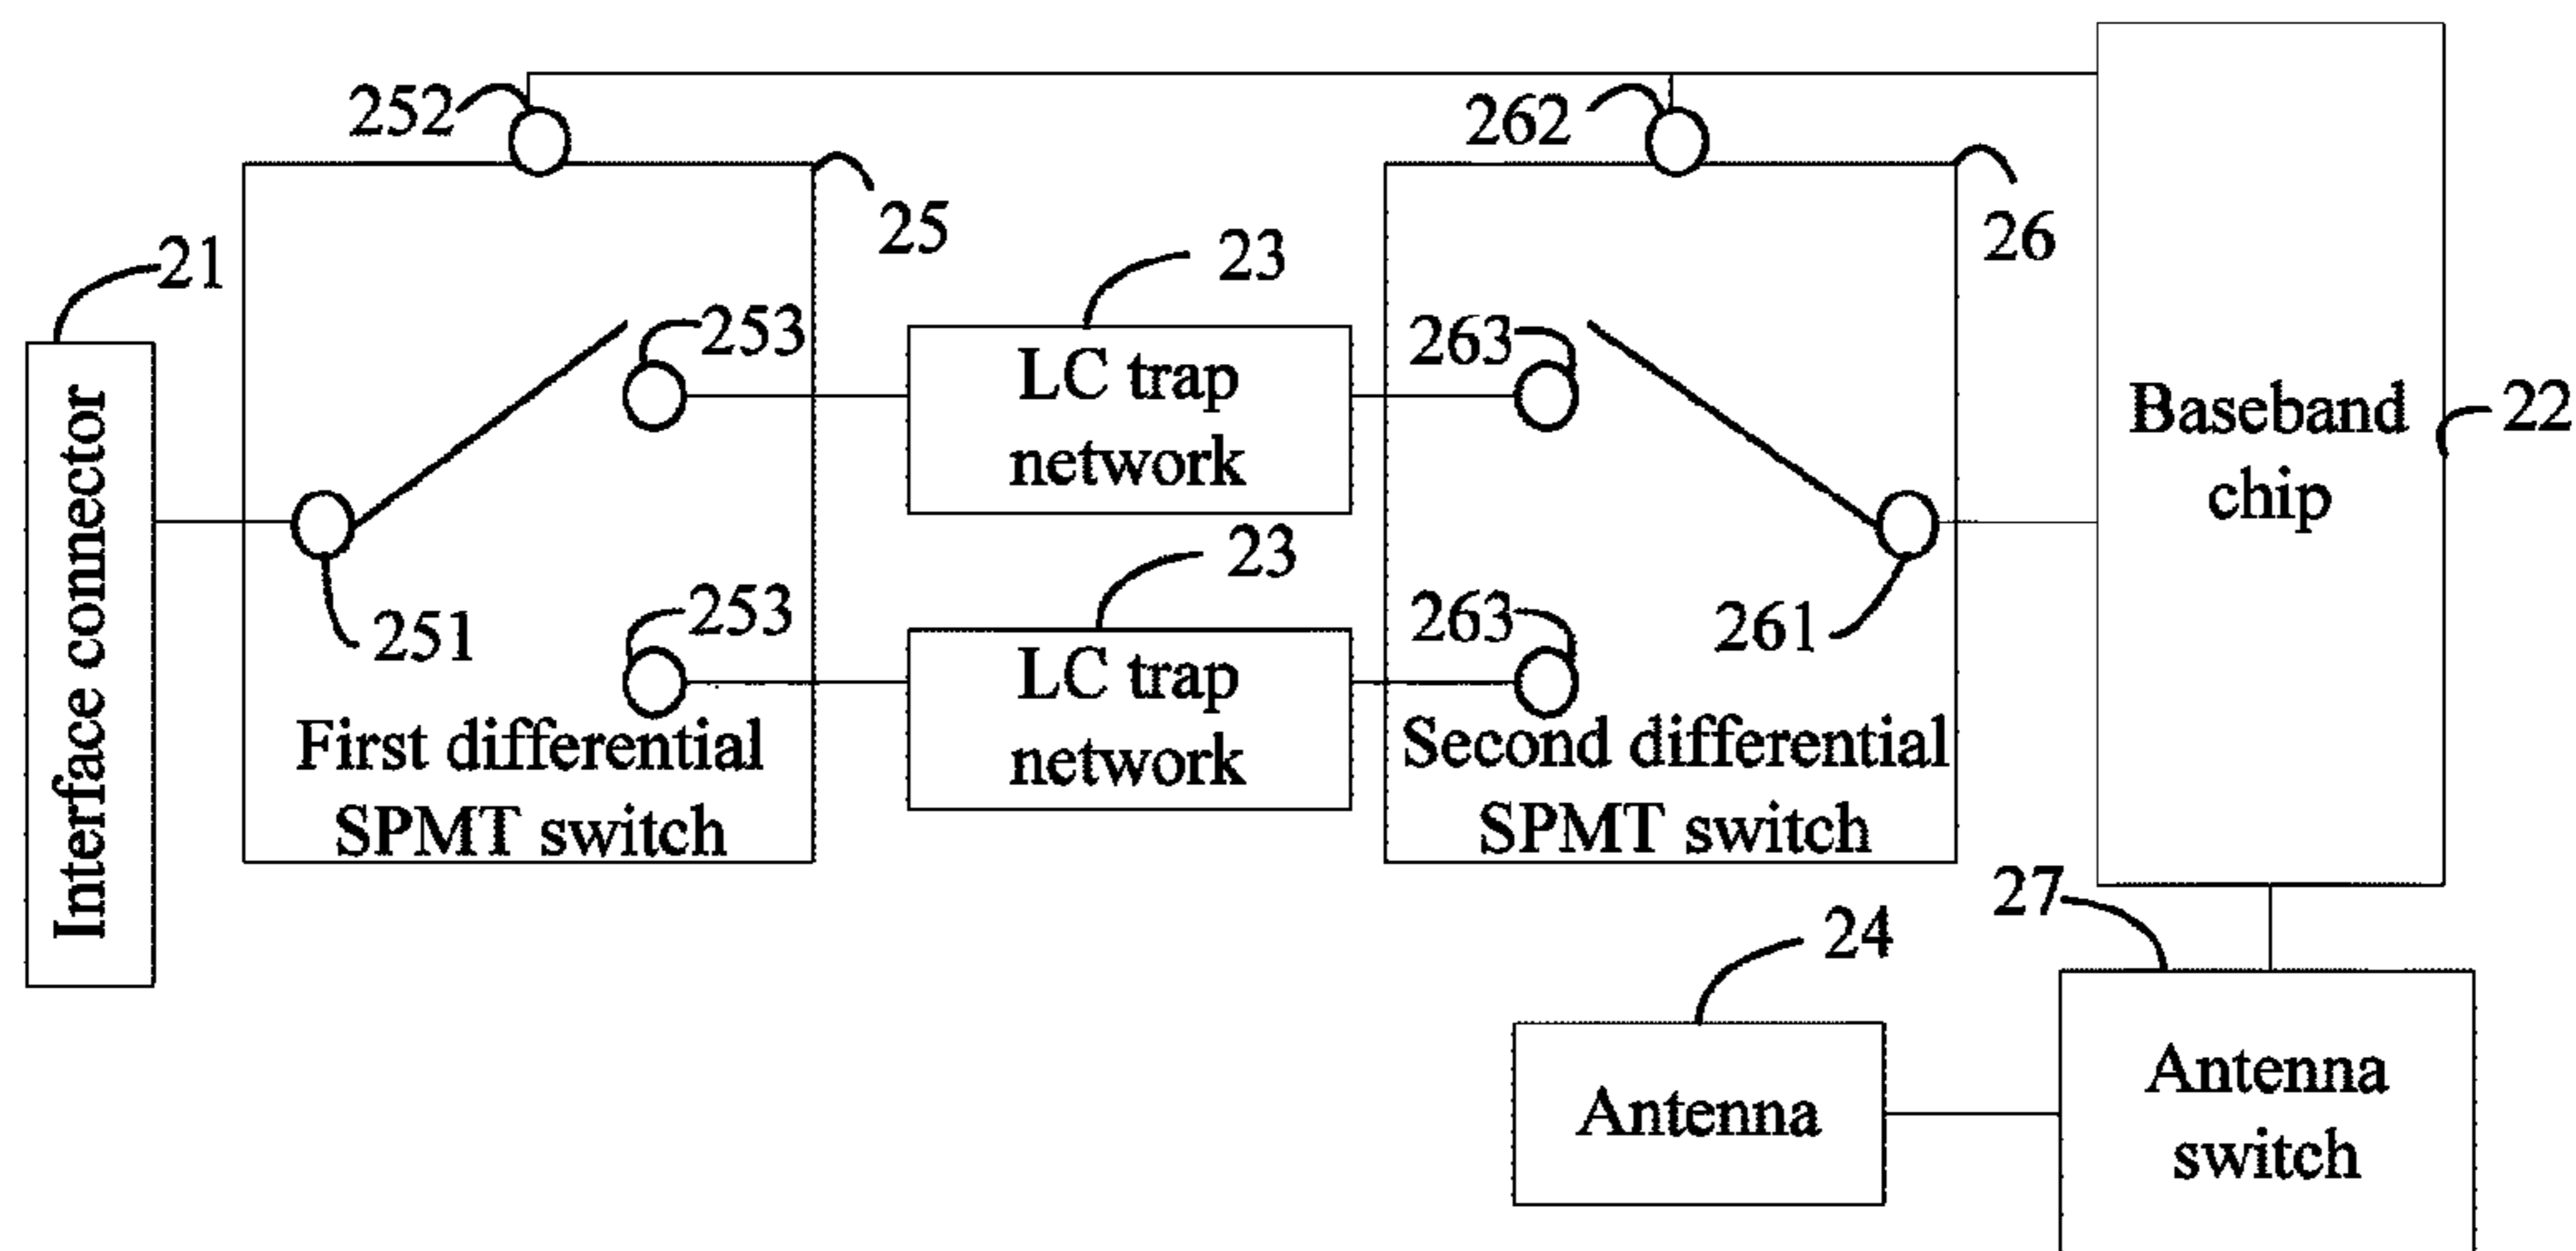 252
262
25
26
21
23
253
263
LC trap
network
Baseband
chip
22
Interface connector
251
253
23
263
261
LC trap
network
First differential
SPMT switch
Second differential
SPMT switch
27
24
Antenna
Antenna
switch